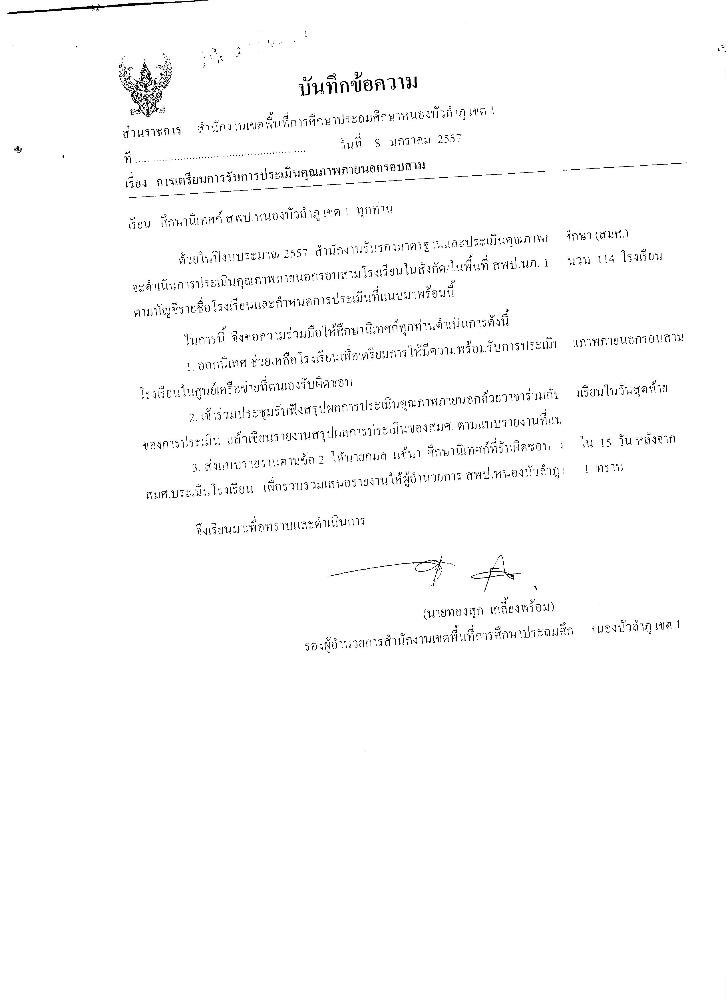 บันทึกข้อความ
ส่วนราชการ สำนักงานเขตพื้นที่การศึกษาประถมศึกษาหนองบัวลำภู เขต 1
ที่ ........................................................... วันที่ 8 มกราคม 2557
เรื่อง การเตรียมการรับการประเมินคุณภาพภายนอกรอบสาม
เรียน ศึกษานิเทศก์ สพป.หนองบัวลำภู เขต 1 ทุกท่าน
ด้วยในปีงบประมาณ 2557 สำนักงานรับรองมาตรฐานและประเมินคุณภาพ ศึกษา (สมศ.)
จะดำเนินการประเมินคุณภาพภายนอกรอบสามโรงเรียนในสังกัด/ในพื้นที่ สพป.นภ. 1 นวน 114 โรงเรียน
ตามบัญชีรายชื่อโรงเรียนและกำหนดการประเมินที่แนบมาพร้อมนี้
ในการนี้ จึงขอความร่วมมือให้ศึกษานิเทศก์ทุกท่านดำเนินการดังนี้
1. ออกนิเทศ ช่วยเหลือโรงเรียนเพื่อเตรียมการให้มีความพร้อมรับการประเมิน ภาพภายนอกรอบสาม
โรงเรียนในศูนย์เครือข่ายที่ตนเองรับผิดชอบ
2. เข้าร่วมประชุมรับฟังสรุปผลการประเมินคุณภาพภายนอกด้วยวาจาร่วมกับ งเรียนในวันสุดท้าย
ของการประเมิน แล้วเขียนรายงานสรุปผลการประเมินของสมศ. ตามแบบรายงานที่แน
3. ส่งแบบรายงานตามข้อ 2 ให้นายกมล แข้นา ศึกษานิเทศก์ที่รับผิดชอบ ใน 15 วัน หลังจาก
สมศ.ประเมินโรงเรียน เพื่อรวบรวมเสนอรายงานให้ผู้อำนวยการ สพป.หนองบัวลำภู 1 ทราบ
จึงเรียนมาเพื่อทราบและดำเนินการ
(นายทองสุก เกลี้ยงพร้อม)
รองผู้อำนวยการสำนักงานเขตพื้นที่การศึกษาประถมศึก นองบัวลำภู เขต 1